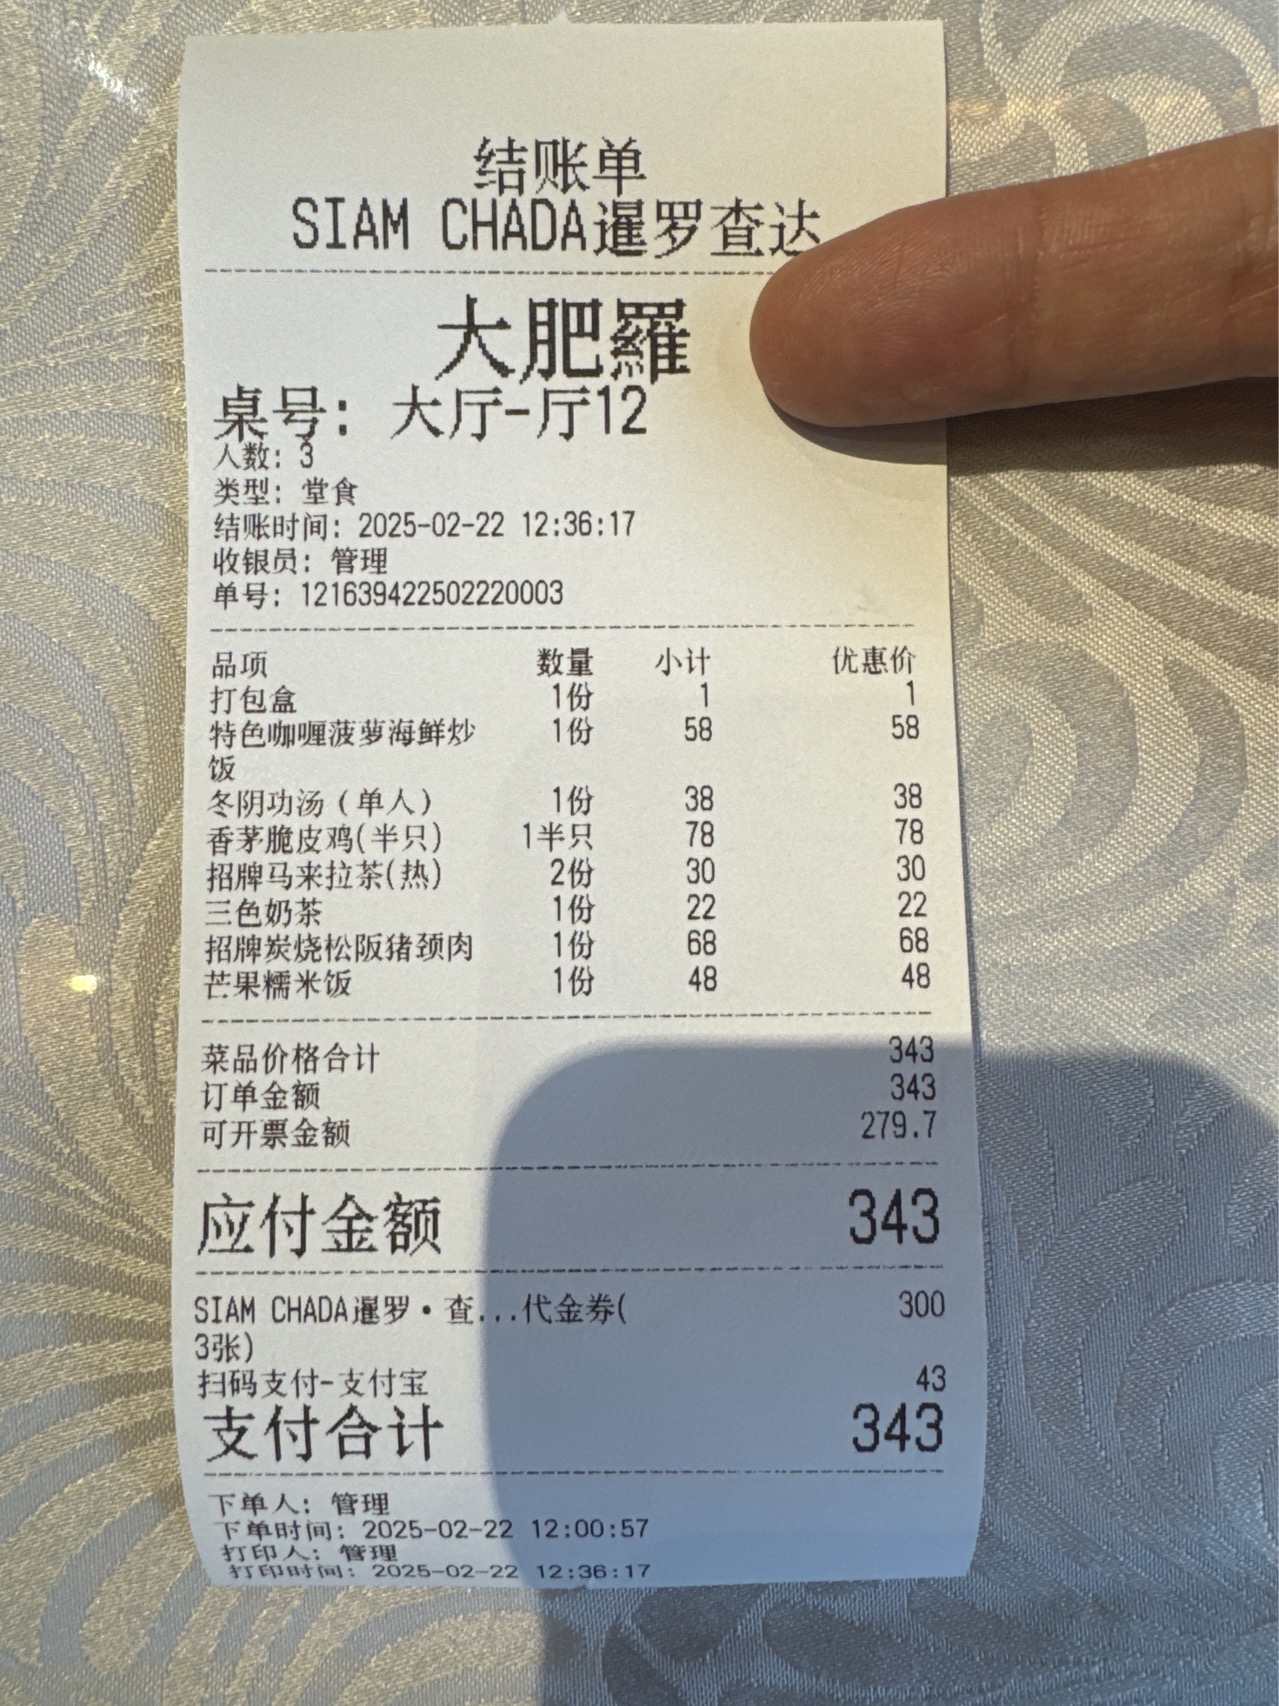 结账单
SIAM CHADA暹罗查达
大肥羅
桌号: 大厅-厅12
人数: 3
类型: 堂食
结账时间: 2025-02-22 12:36:17
收银员: 管理
单号: 121639422502220003
品项 数量 小计 优惠价
打包盒 1份 1 1
特色咖喱菠萝海鲜炒 1份 58 58
饭
冬阴功汤(单人) 1份 38 38
香茅脆皮鸡(半只) 1半只 78 78
招牌马来拉茶(热) 2份 30 30
三色奶茶 1份 22 22
招牌炭烧松阪猪颈肉 1份 68 68
芒果糯米饭 1份 48 48
菜品价格合计 343
订单金额 343
可开票金额 279.7
应付金额 343
SIAM CHADA暹罗·查...代金券( 300
3张)
扫码支付-支付宝 43
支付合计 343
下单人: 管理
下单时间: 2025-02-22 12:00:57
打印人: 管理
打印时间: 2025-02-22 12:36:17